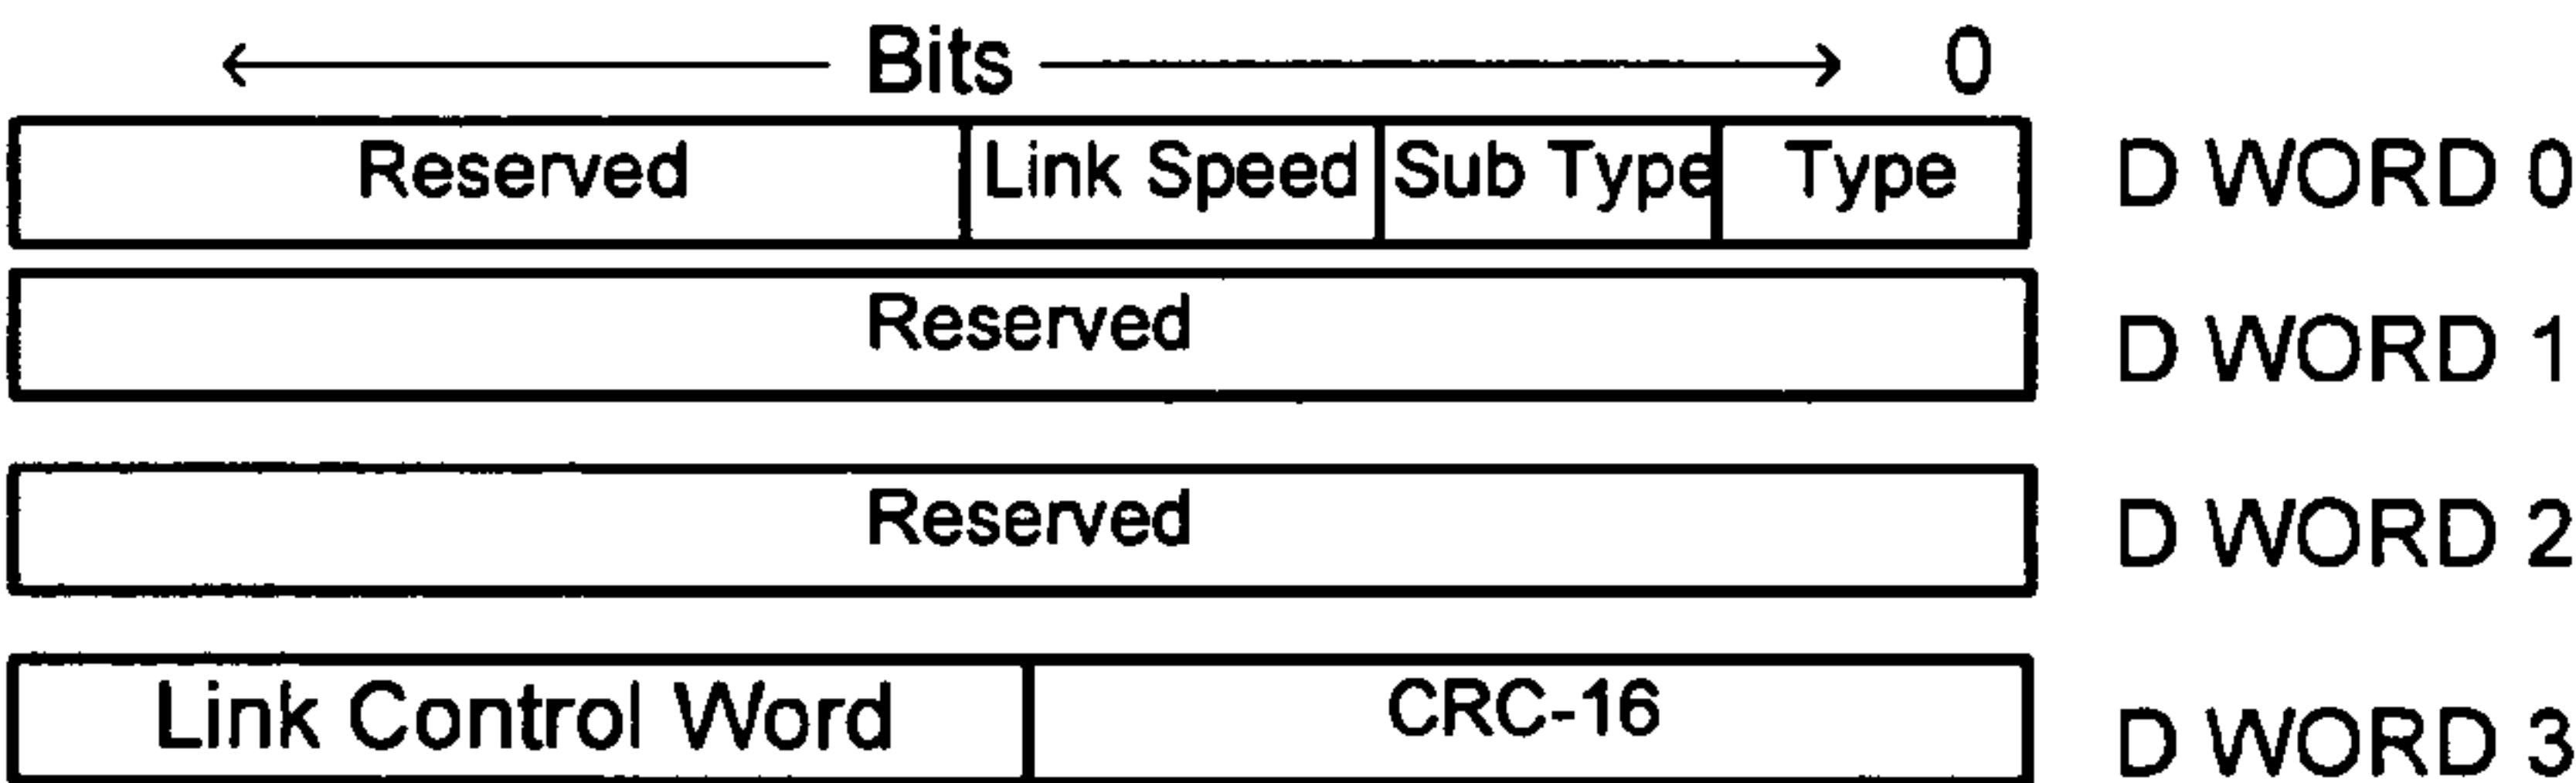 Bits 0
Reserved Link Speed Sub Type Type D WORD 0
Reserved D WORD 1
Reserved D WORD 2
Link Control Word CRC-16 D WORD 3